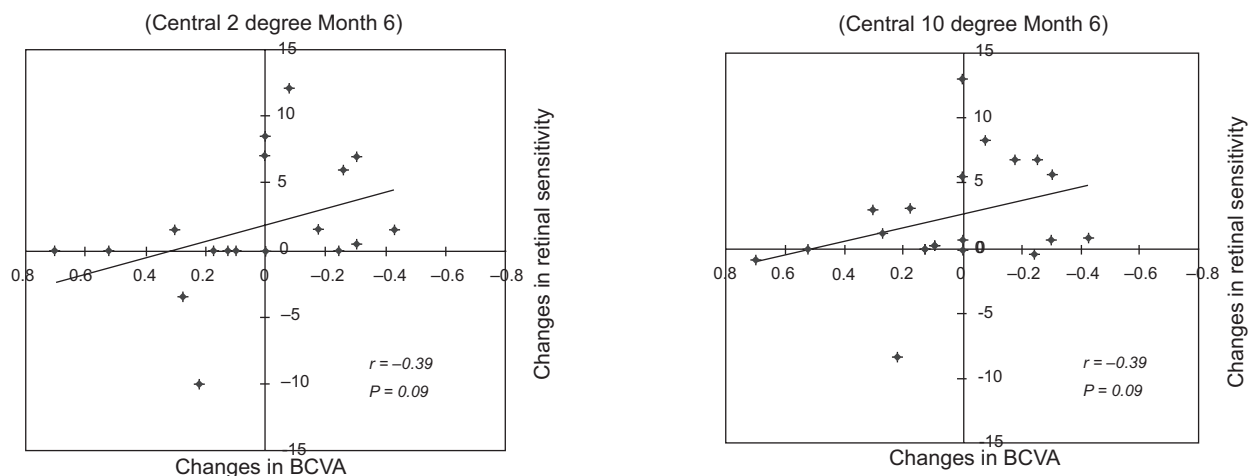 (Central 2 degree Month 6)
15
10
5
0
0.8 0.6 0.4 0.2 0 –0.2 –0.4 –0.6 –0.8
–5
–10
-15
r = –0.39
P = 0.09
Changes in BCVA
Changes in retinal sensitivity
(Central 10 degree Month 6)
15
10
5
0
0.8 0.6 0.4 0.2 0 –0.2 –0.4 –0.6 –0.8
-5
-10
-15
r = –0.39
P = 0.09
Changes in BCVA
Changes in retinal sensitivity